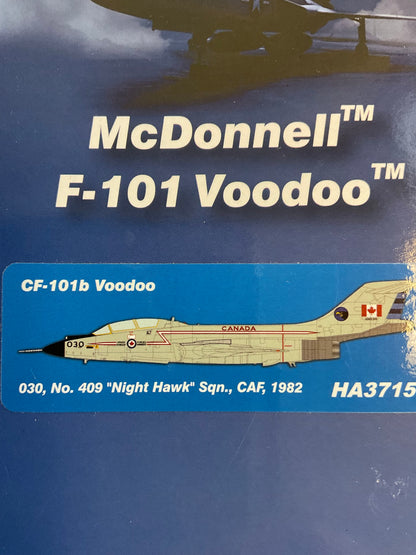 McDonnell™
F-101 Voodoo™
CF-101b Voodoo
CANADA
030
030, No. 409 "Night Hawk" Sqn., CAF, 1982
HA3715